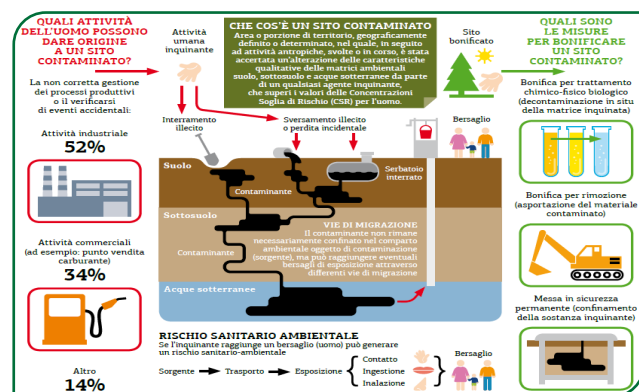 QUALI ATTIVITÀ
DELL'UOMO POSSONO
DARE ORIGINE
A UN SITO
CONTAMINATO?
La non corretta gestione
dei processi produttivi
o il verificarsi
di eventi accidentali:
Attività industriale
52%
Attività commerciali
(ad esempio: punto vendita
carburante)
34%
Altro
14%
Attività
umana
inquinante
CHE COS'È UN SITO CONTAMINATO
Area o porzione di territorio, geograficamente
definito o determinato, nel quale, in seguito
ad attività antropiche, svolte o in corso, è stata
accertata un'alterazione delle caratteristiche
qualitative delle matrici ambientali
suolo, sottosuolo e acque sotterranee da parte
di un qualsiasi agente inquinante,
che superi i valori delle Concentrazioni
Soglia di Rischio (CSR) per l'uomo.
Sito
bonificato
Interramento
illecito
Sversamento illecito
o perdita incidentale
Bersaglio
Suolo
Contaminante
Serbatoio
interrato
Sottosuolo
Contaminante
VIE DI MIGRAZIONE
Il contaminante non rimane
necessariamente confinato nel comparto
ambientale oggetto di contaminazione
(sorgente), ma può raggiungere eventuali
bersagli di esposizione attraverso
differenti vie di migrazione
Acque sotterranee
RISCHIO SANITARIO AMBIENTALE
Se l'inquinante raggiunge un bersaglio (uomo) può generare
un rischio sanitario-ambientale
Sorgente
Trasporto
Esposizione
Contatto
Ingestione
Inalazione
Bersaglio
QUALI SONO
LE MISURE
PER BONIFICARE
UN SITO
CONTAMINATO?
Bonifica per trattamento
chimico-fisico biologico
(decontaminazione in situ
della matrice inquinata)
Bonifica per rimozione
(asportazione del materiale
contaminato)
Messa in sicurezza
permanente (confinamento
della sostanza inquinante)